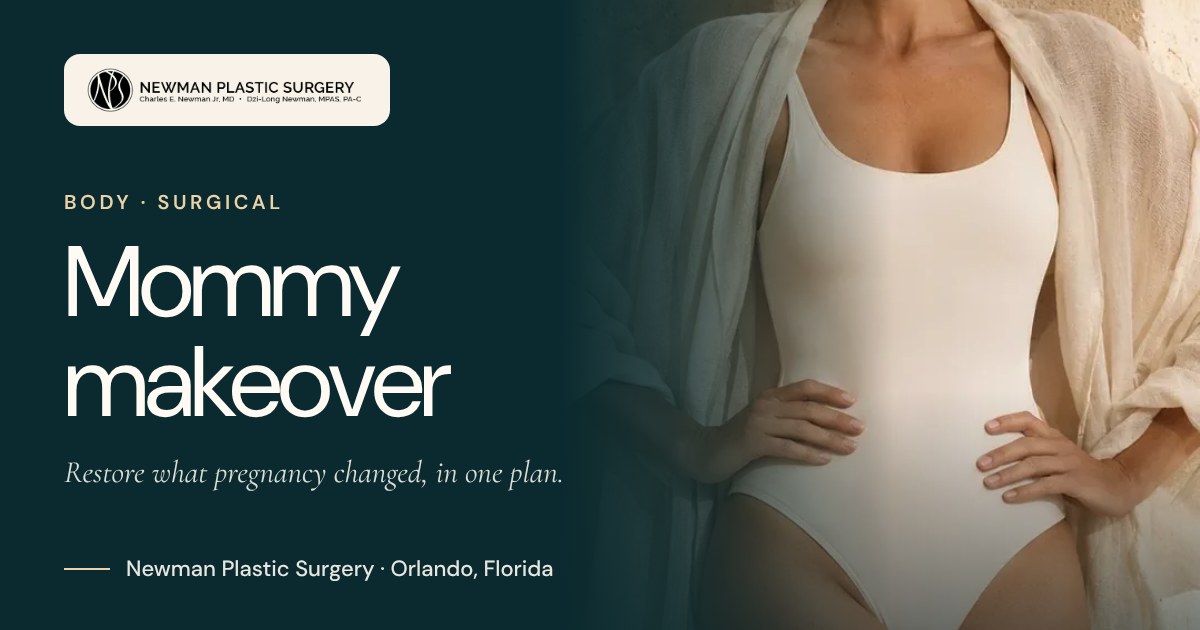 NPS
NEWMAN PLASTIC SURGERY
Charles E. Newman Jr, MD • Dzi-Long Newman, MPAS, PA-C
BODY · SURGICAL
Mommy
makeover
Restore what pregnancy changed, in one plan.
Newman Plastic Surgery · Orlando, Florida